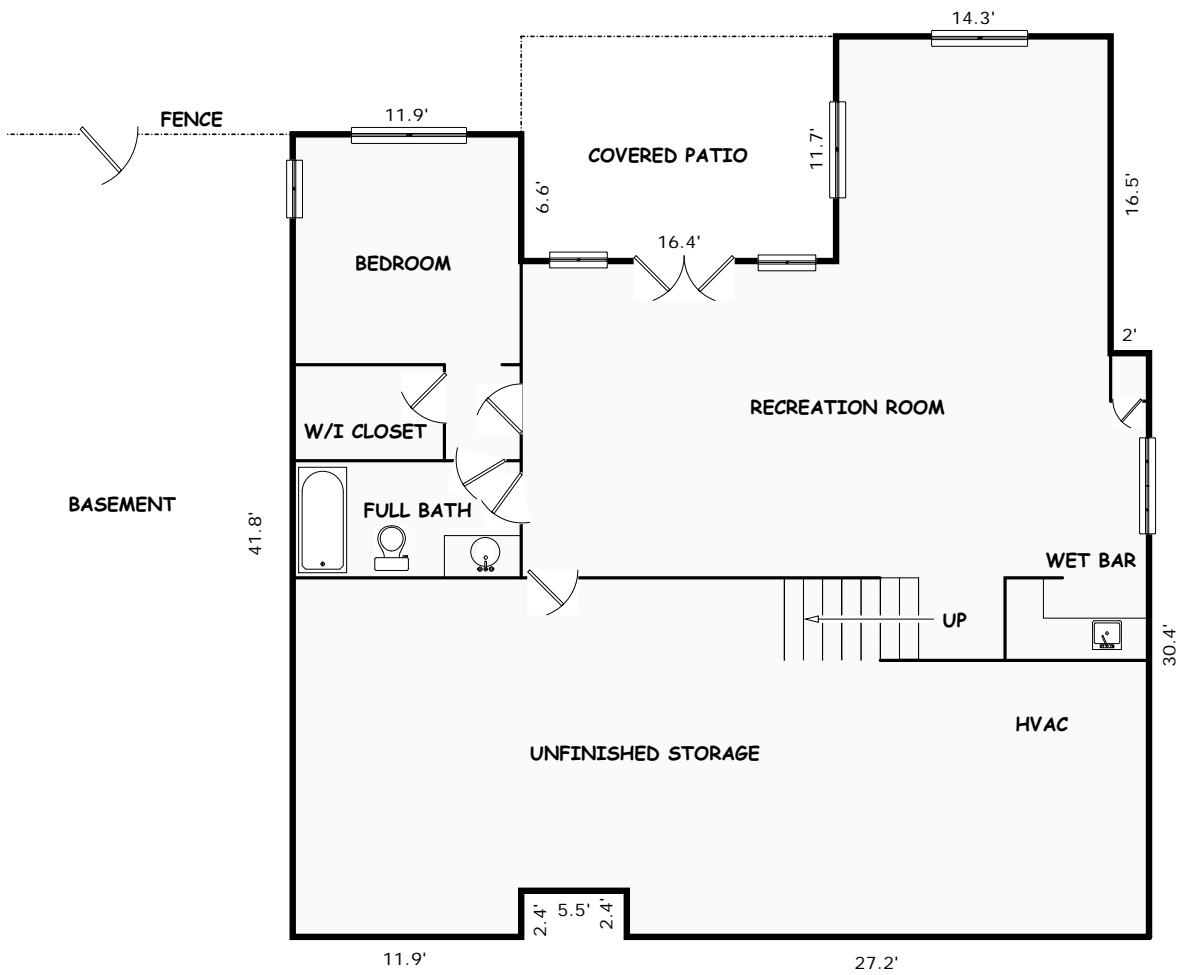 14.3'
FENCE
11.9'
COVERED PATIO
11.7'
6.6'
16.5'
16.4'
BEDROOM
2'
RECREATION ROOM
W/I CLOSET
BASEMENT
FULL BATH
41.8'
WET BAR
UP
30.4'
HVAC
UNFINISHED STORAGE
2.4'
5.5'
2.4'
11.9'
27.2'